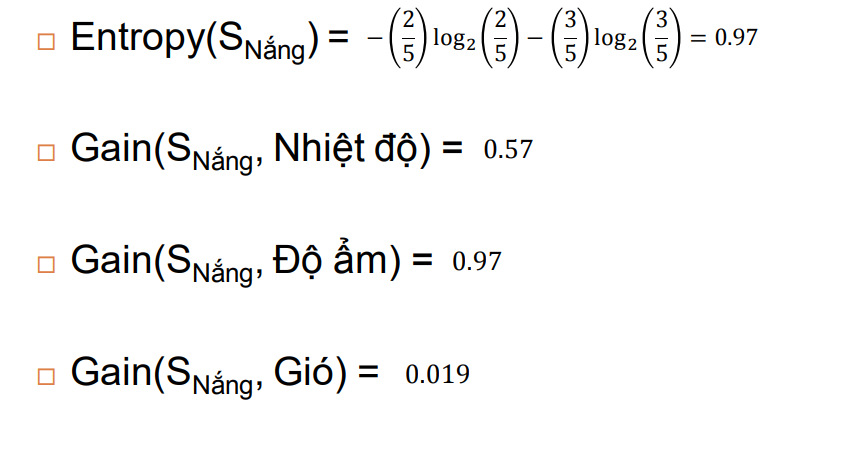 □ Entropy(S_Nắng) = −(2/5) log₂(2/5) − (3/5) log₂(3/5) = 0.97
□ Gain(S_Nắng, Nhiệt độ) = 0.57
□ Gain(S_Nắng, Độ ẩm) = 0.97
□ Gain(S_Nắng, Gió) = 0.019